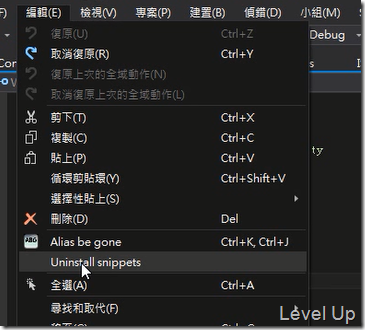 編輯(E) 檢視(V) 專案(P) 建置(B) 偵錯(D) 小組(M)
復原(U) Ctrl+Z Debug
取消復原(R) Ctrl+Y
復原上次的全域動作(N)
取消復原上次的全域動作(L)
剪下(T) Ctrl+X
複製(C) Ctrl+C
貼上(P) Ctrl+V
循環剪貼環(Y) Ctrl+Shift+V
選擇性貼上(S)
刪除(D) Del
ABC Alias be gone Ctrl+K, Ctrl+J
Uninstall snippets
全選(A) Ctrl+A
尋找和取代(F)
Level Up